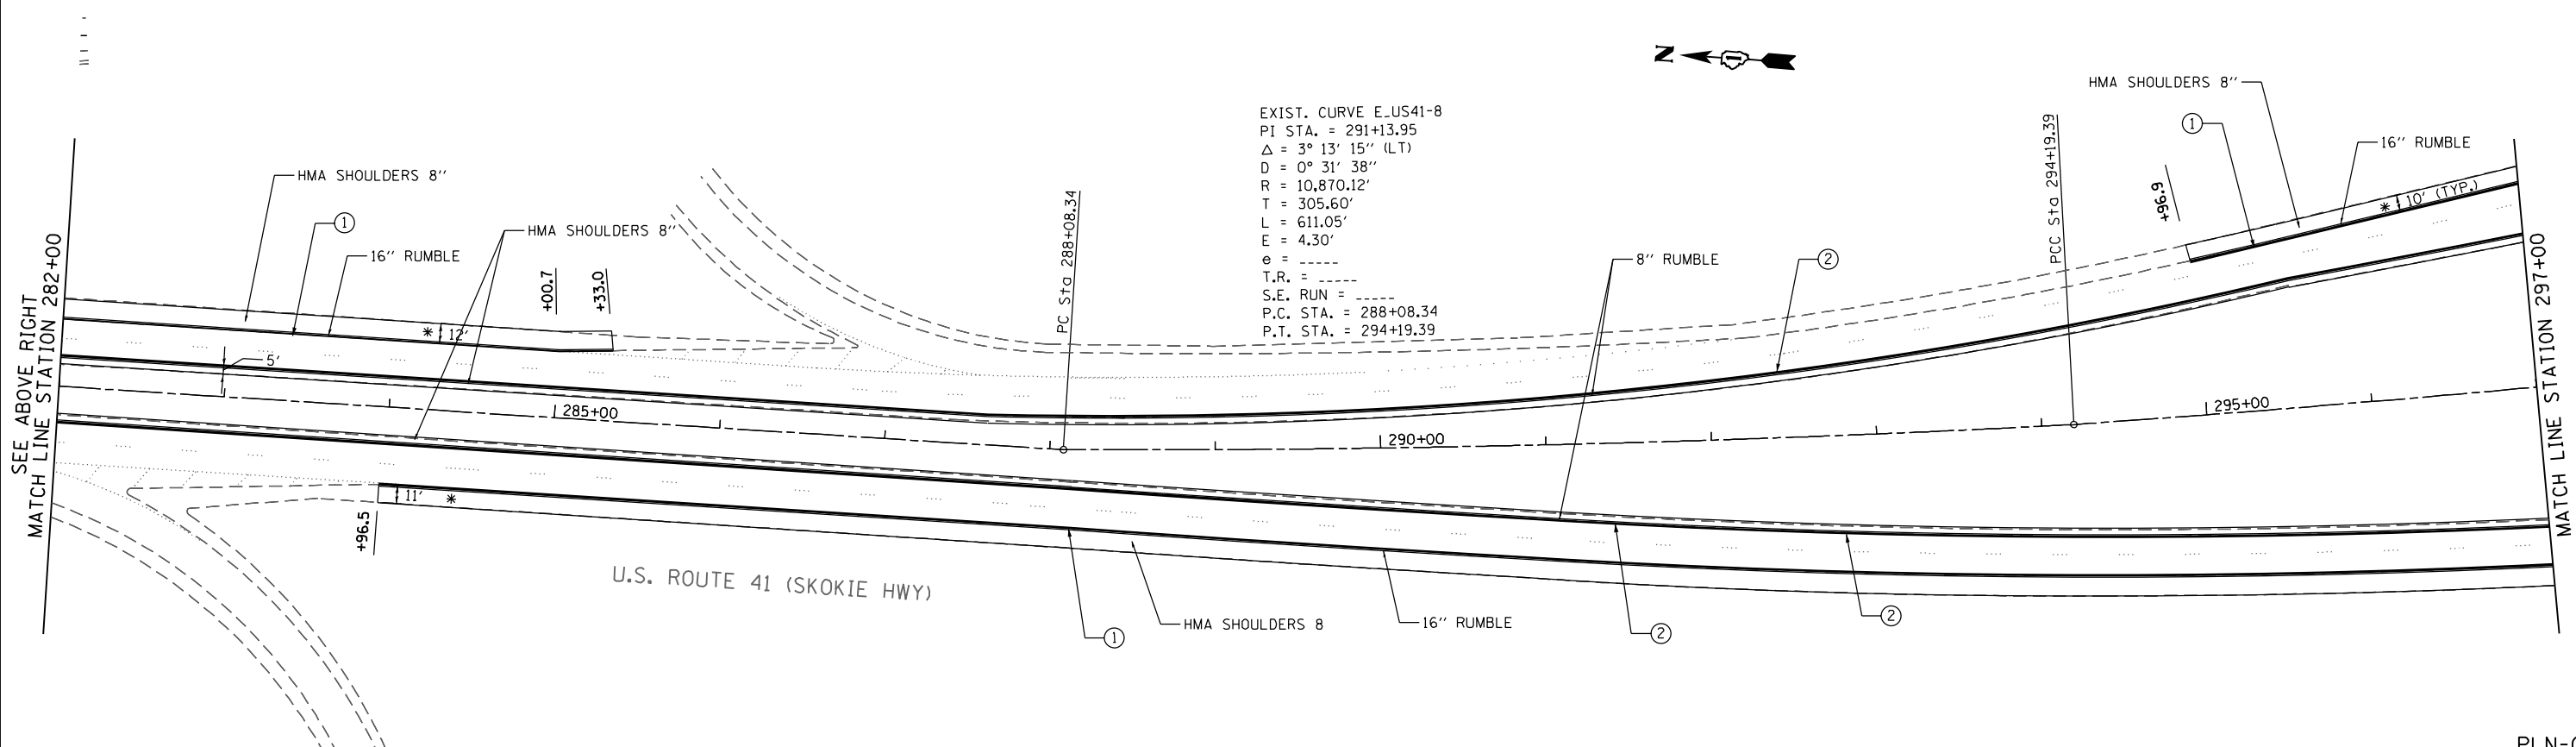 N
HMA SHOULDERS 8''
EXIST. CURVE E_US41-8
PI STA. = 291+13.95
Δ = 3° 13' 15'' (LT)
D = 0° 31' 38''
R = 10,870.12'
T = 305.60'
L = 611.05'
E = 4.30'
e = -----
T.R. = -----
S.E. RUN = -----
P.C. STA. = 288+08.34
P.T. STA. = 294+19.39
1
16'' RUMBLE
PCC Sta 294+19.39
+96.9
* 10' (TYP.)
HMA SHOULDERS 8''
1
HMA SHOULDERS 8''
16'' RUMBLE
PC Sta 288+08.34
8'' RUMBLE
2
+00.7
+33.0
* 12'
5'
SEE ABOVE RIGHT
MATCH LINE STATION 282+00
MATCH LINE STATION 297+00
285+00
290+00
295+00
11' *
+96.5
U.S. ROUTE 41 (SKOKIE HWY)
1
HMA SHOULDERS 8
16'' RUMBLE
2
2